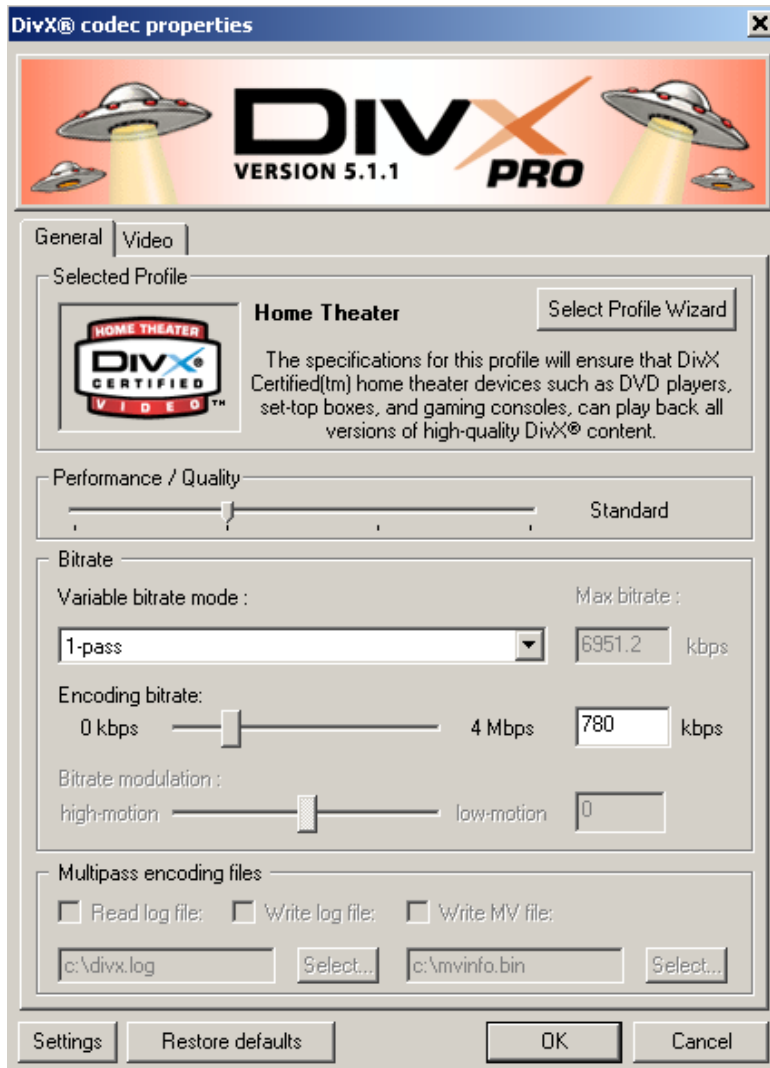 DivX® codec properties
DIVX
VERSION 5.1.1
PRO
General Video
Selected Profile
HOME THEATER
DIVX®
CERTIFIED
VIDEO™
Home Theater
Select Profile Wizard
The specifications for this profile will ensure that DivX
Certified(tm) home theater devices such as DVD players,
set-top boxes, and gaming consoles, can play back all
versions of high-quality DivX® content.
Performance / Quality
Standard
Bitrate
Variable bitrate mode :
Max bitrate :
1-pass
6951.2 kbps
Encoding bitrate:
0 kbps 4 Mbps 780 kbps
Bitrate modulation :
high-motion low-motion 0
Multipass encoding files
Read log file: Write log file: Write MV file:
c:\divx.log Select... c:\mvinfo.bin Select...
Settings Restore defaults OK Cancel